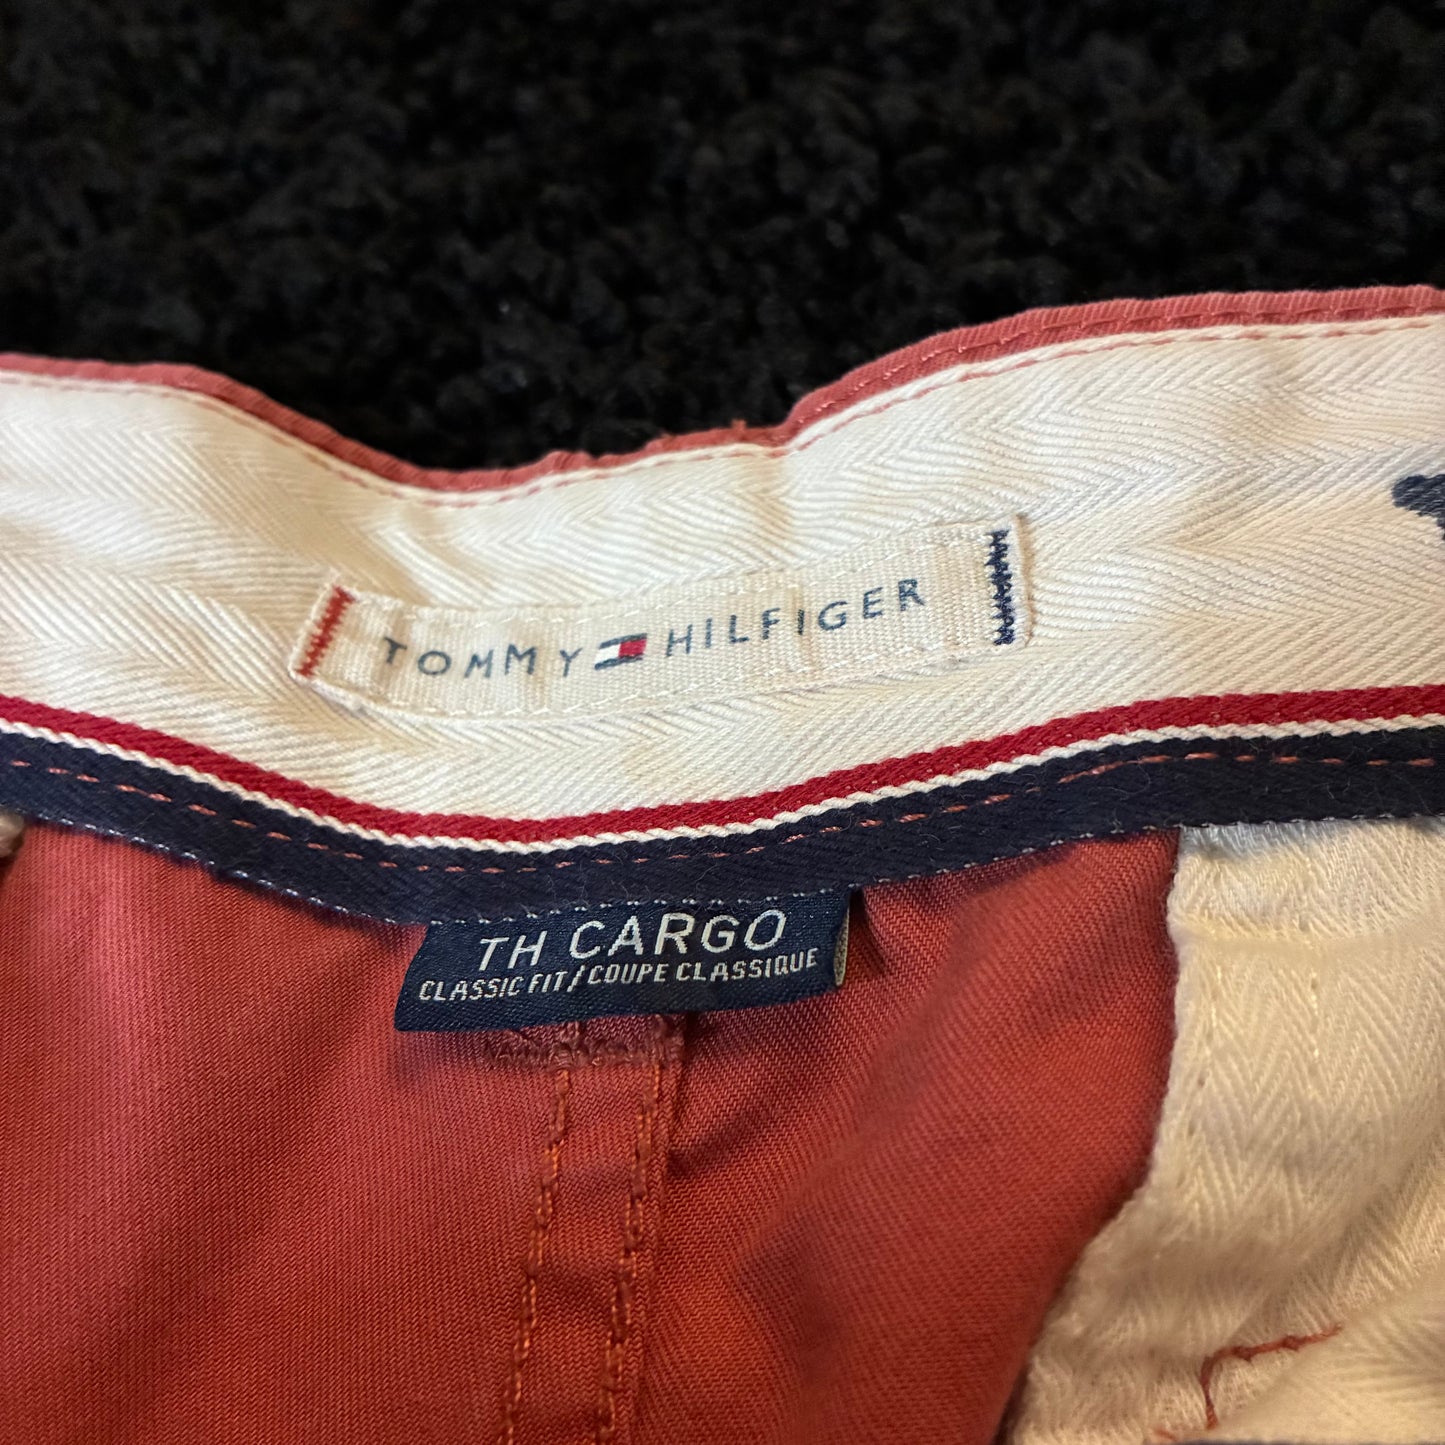 TOMMY HILFIGER
TH CARGO
CLASSIC FIT/COUPE CLASSIQUE